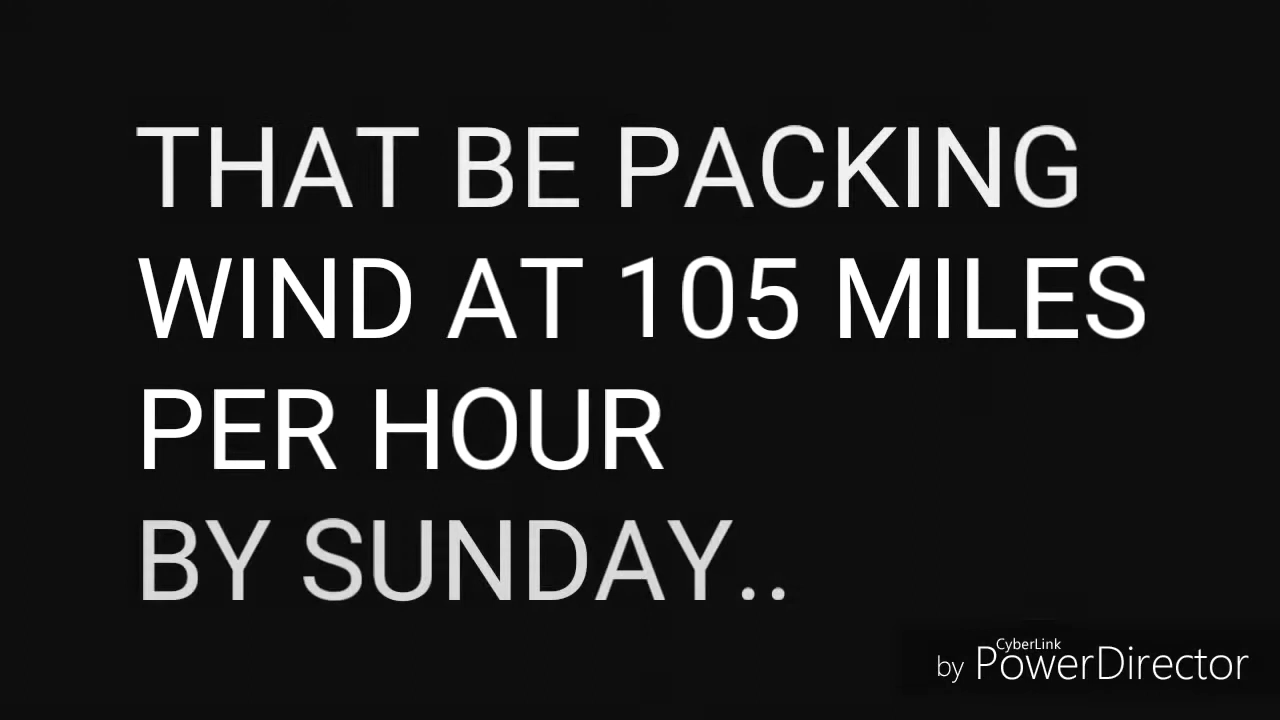 THAT BE PACKING
WIND AT 105 MILES
PER HOUR
BY SUNDAY..
CyberLink
by PowerDirector